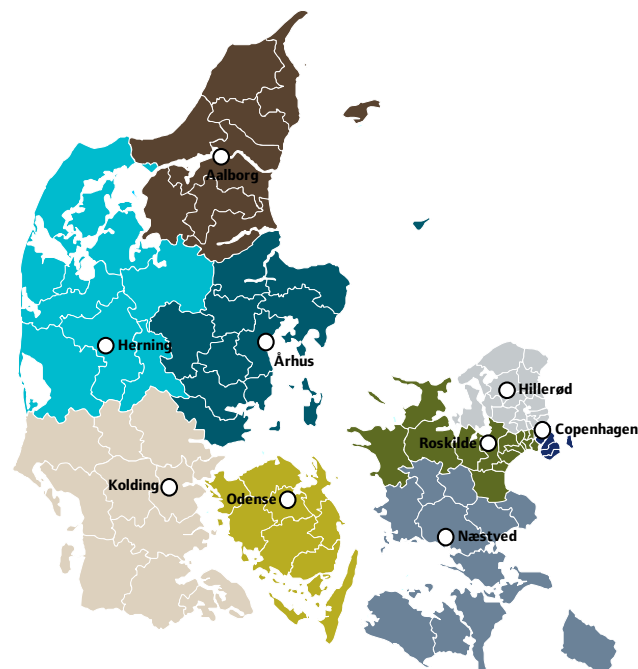 Aalborg
Herning
Århus
Hillerød
Copenhagen
Roskilde
Kolding
Odense
Næstved